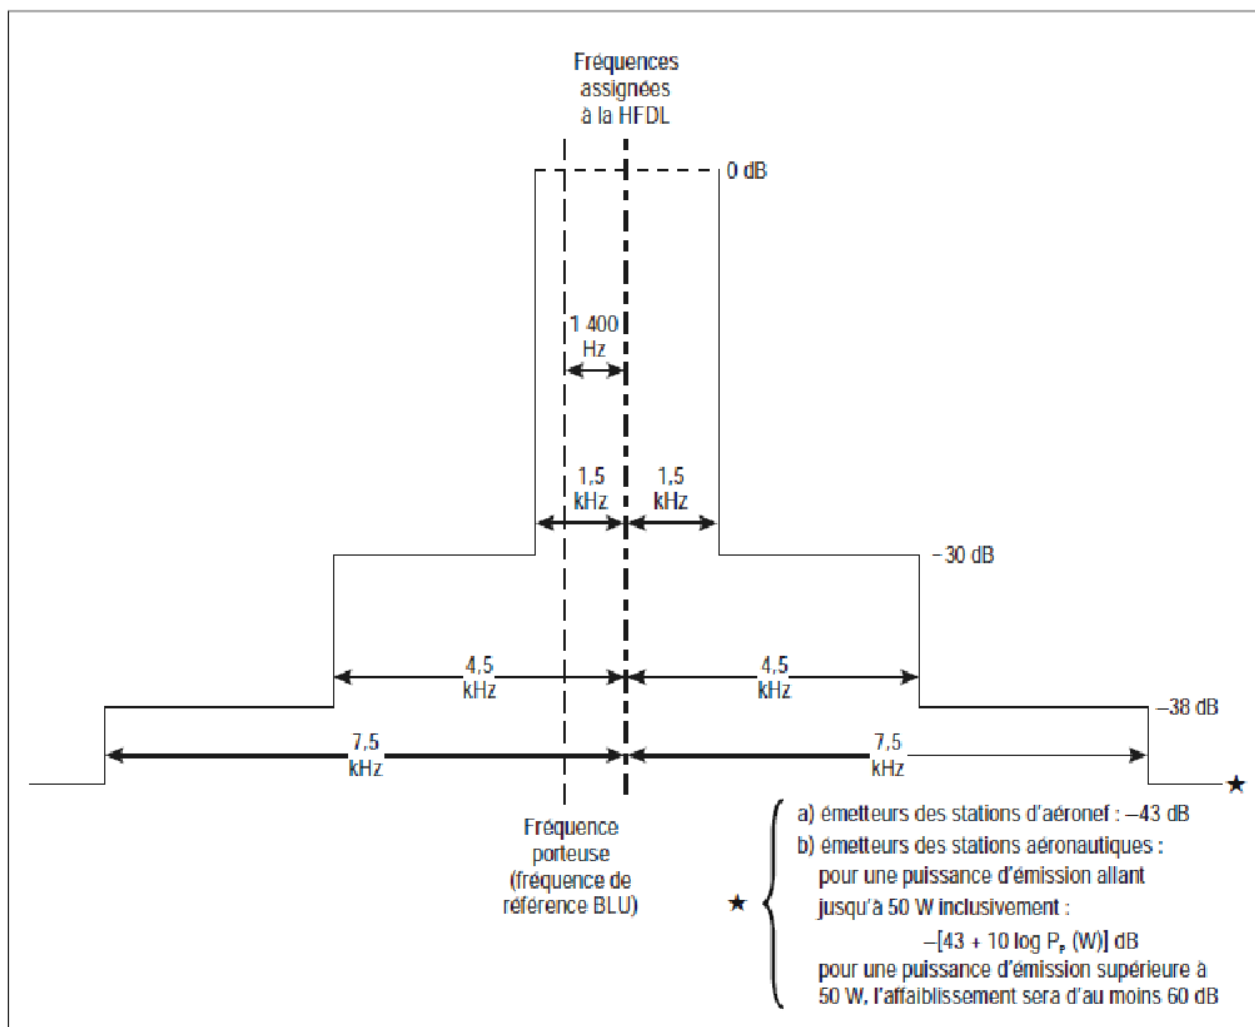 Fréquences
assignées
à la HFDL
0 dB
1 400
Hz
1,5
kHz
1,5
kHz
–30 dB
4,5
kHz
4,5
kHz
–38 dB
7,5
kHz
7,5
kHz
★
Fréquence
porteuse
(fréquence de
référence BLU)
★
a) émetteurs des stations d'aéronef : –43 dB
b) émetteurs des stations aéronautiques :
pour une puissance d'émission allant
jusqu'à 50 W inclusivement :
–[43 + 10 log Pₚ (W)] dB
pour une puissance d'émission supérieure à
50 W, l'affaiblissement sera d'au moins 60 dB